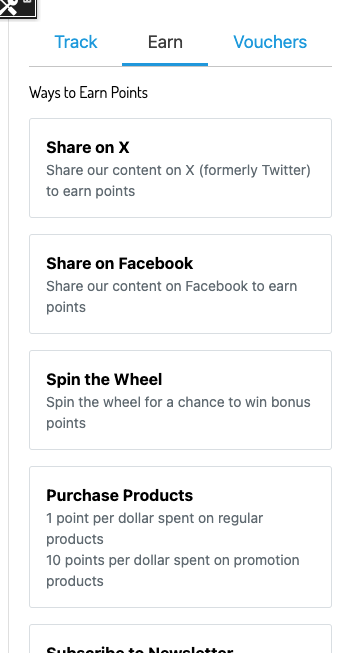 Track Earn Vouchers
Ways to Earn Points
Share on X
Share our content on X (formerly Twitter)
to earn points
Share on Facebook
Share our content on Facebook to earn
points
Spin the Wheel
Spin the wheel for a chance to win bonus
points
Purchase Products
1 point per dollar spent on regular
products
10 points per dollar spent on promotion
products
Subscribe to Newsletter